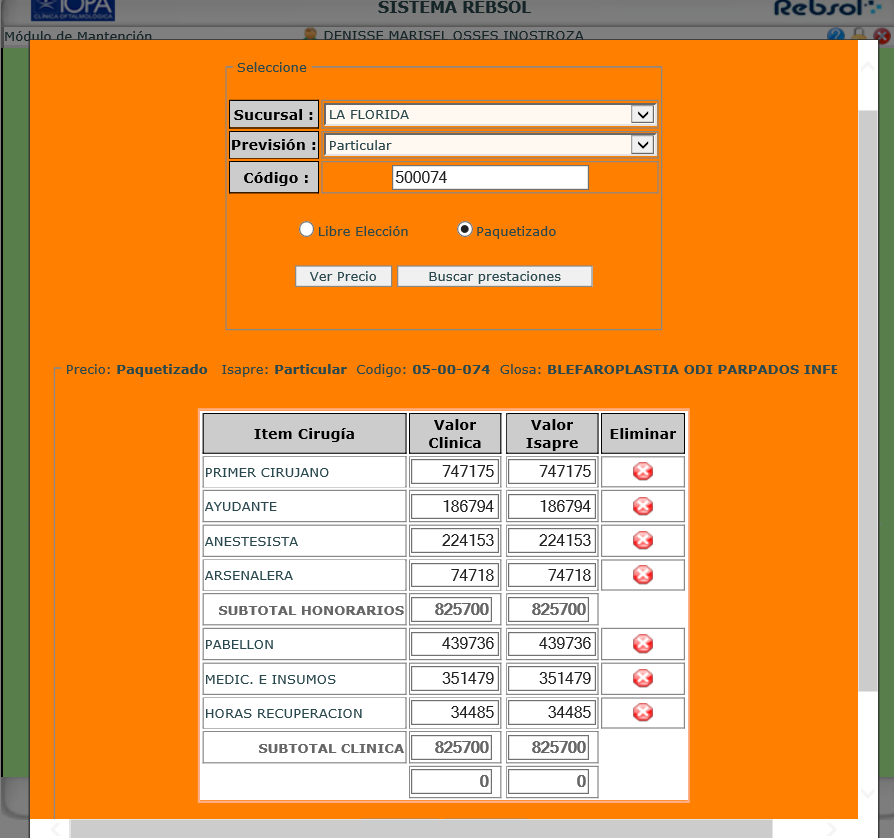 IOPA
CLÍNICA OFTALMOLÓGICA
SISTEMA REBSOL
Rebsol
Módulo de Mantención
DENISSE MARISEL OSSES INOSTROZA
Seleccione
Sucursal : LA FLORIDA
Previsión : Particular
Código : 500074
Libre Elección Paquetizado
Ver Precio Buscar prestaciones
Precio: Paquetizado Isapre: Particular Codigo: 05-00-074 Glosa: BLEFAROPLASTIA ODI PARPADOS INFE
Item Cirugía Valor Clinica Valor Isapre Eliminar
PRIMER CIRUJANO 747175 747175
AYUDANTE 186794 186794
ANESTESISTA 224153 224153
ARSENALERA 74718 74718
SUBTOTAL HONORARIOS 825700 825700
PABELLON 439736 439736
MEDIC. E INSUMOS 351479 351479
HORAS RECUPERACION 34485 34485
SUBTOTAL CLINICA 825700 825700
0 0